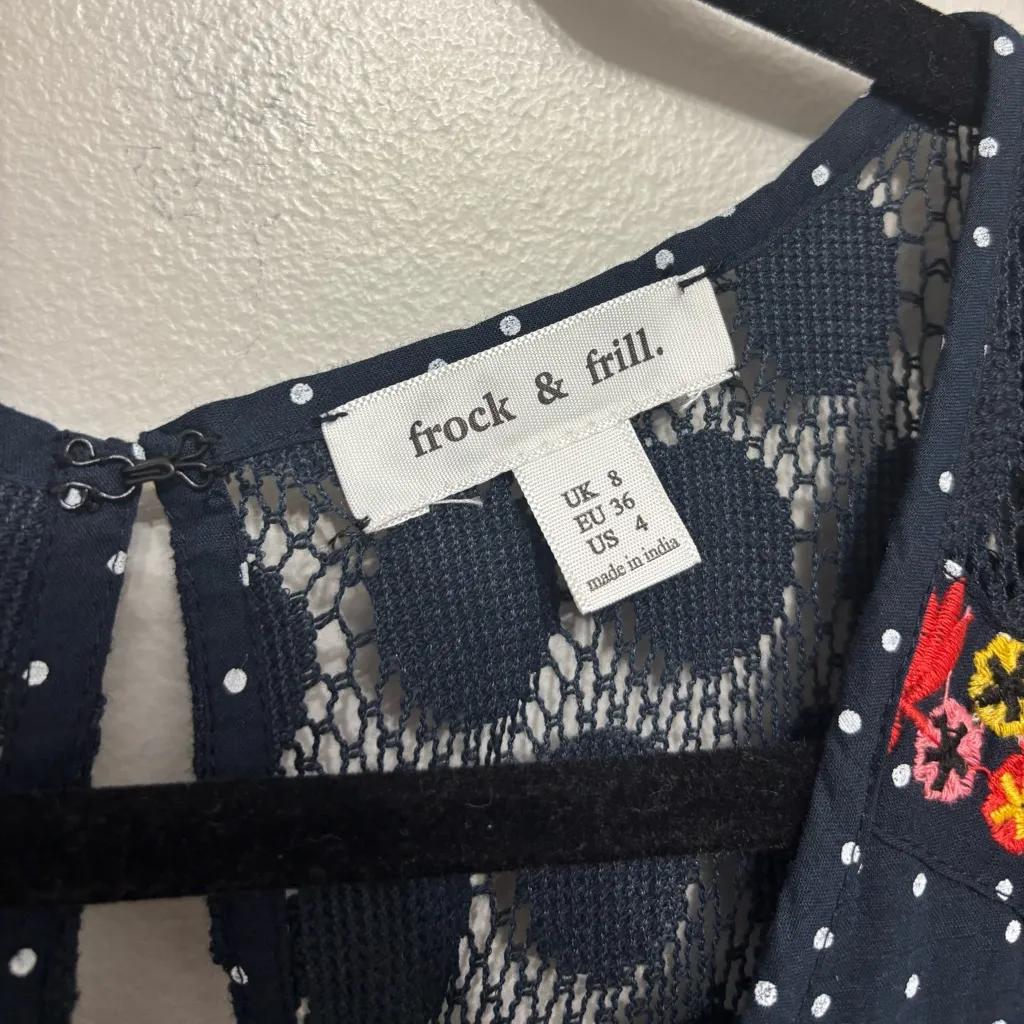 frock & frill.
UK 8
EU 36
US 4
made in india